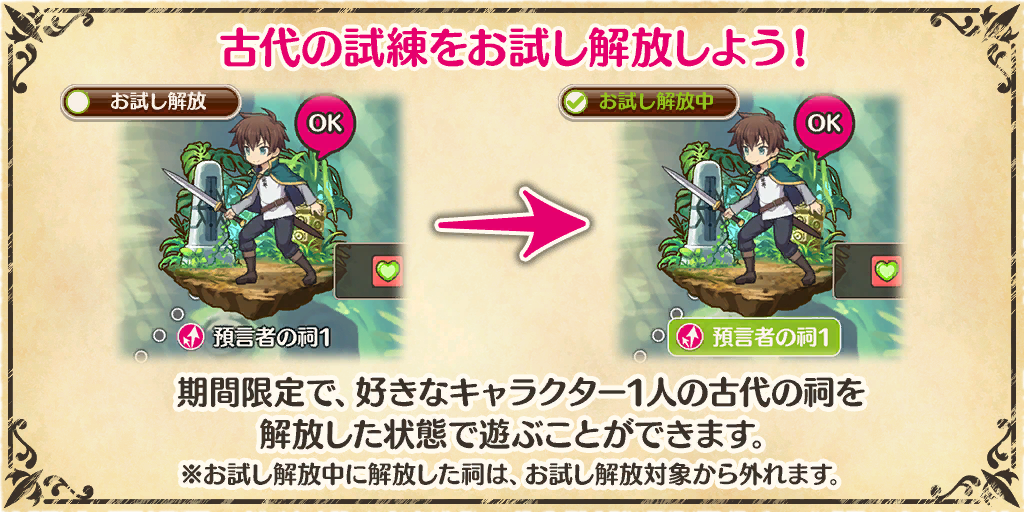 古代の試練をお試し解放しよう!
お試し解放
OK
預言者の祠1
お試し解放中
OK
預言者の祠1
期間限定で、好きなキャラクター1人の古代の祠を
解放した状態で遊ぶことができます。
※お試し解放中に解放した祠は、お試し解放対象から外れます。